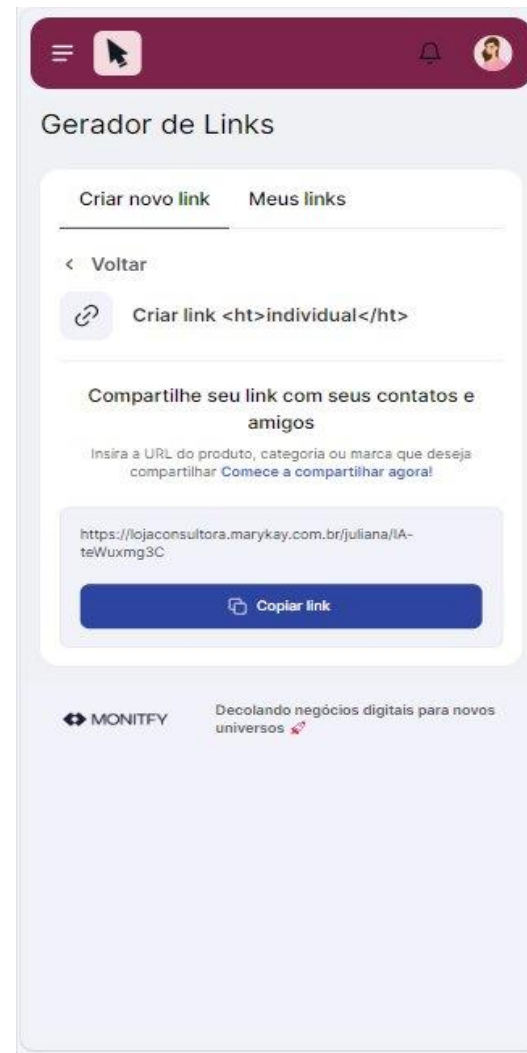 Gerador de Links
Criar novo link Meus links
< Voltar
Criar link <ht>individual</ht>
Compartilhe seu link com seus contatos e
amigos
Insira a URL do produto, categoria ou marca que deseja
compartilhar Comece a compartilhar agora!
https://lojaconsultora.marykay.com.br/juliana/lA-
teWuxmg3C
Copiar link
MONITFY
Decolando negócios digitais para novos
universos 🚀